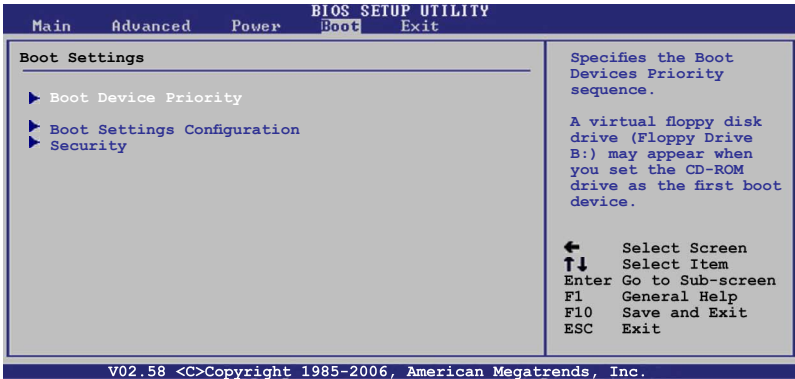 BIOS SETUP UTILITY
Main Advanced Power Boot Exit
Boot Settings
Boot Device Priority
Boot Settings Configuration
Security
Specifies the Boot
Devices Priority
sequence.
A virtual floppy disk
drive (Floppy Drive
B:) may appear when
you set the CD-ROM
drive as the first boot
device.
← Select Screen
↑↓ Select Item
Enter Go to Sub-screen
F1 General Help
F10 Save and Exit
ESC Exit
V02.58 <C>Copyright 1985-2006, American Megatrends, Inc.